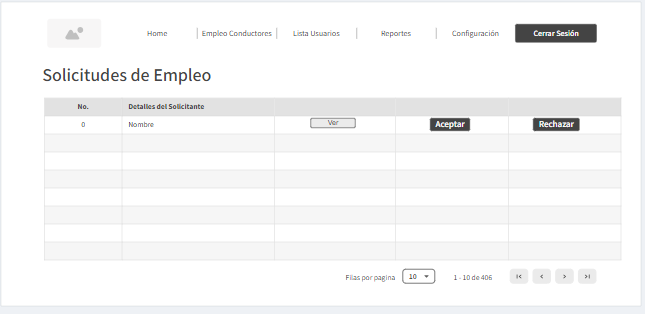 Home Empleo Conductores Lista Usuarios Reportes Configuración Cerrar Sesión
Solicitudes de Empleo
No. Detalles del Solicitante
0 Nombre Ver Aceptar Rechazar
Filas por pagina 10 1 - 10 de 406